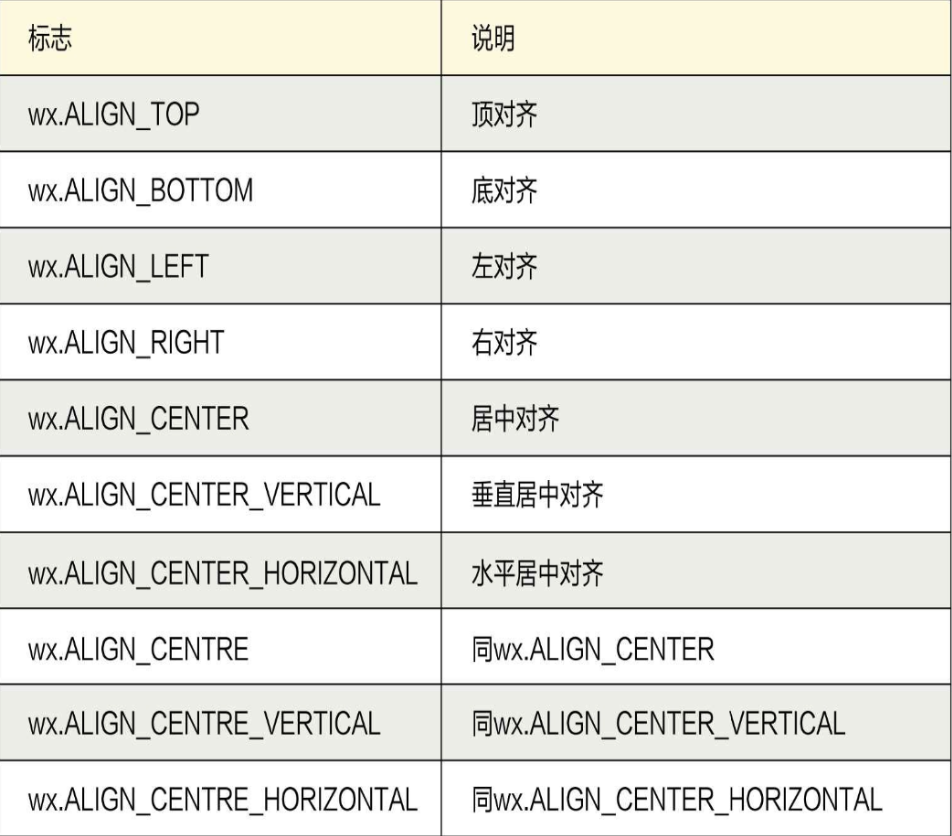 标志 说明
wx.ALIGN_TOP 顶对齐
wx.ALIGN_BOTTOM 底对齐
wx.ALIGN_LEFT 左对齐
wx.ALIGN_RIGHT 右对齐
wx.ALIGN_CENTER 居中对齐
wx.ALIGN_CENTER_VERTICAL 垂直居中对齐
wx.ALIGN_CENTER_HORIZONTAL 水平居中对齐
wx.ALIGN_CENTRE 同wx.ALIGN_CENTER
wx.ALIGN_CENTRE_VERTICAL 同wx.ALIGN_CENTER_VERTICAL
wx.ALIGN_CENTRE_HORIZONTAL 同wx.ALIGN_CENTER_HORIZONTAL